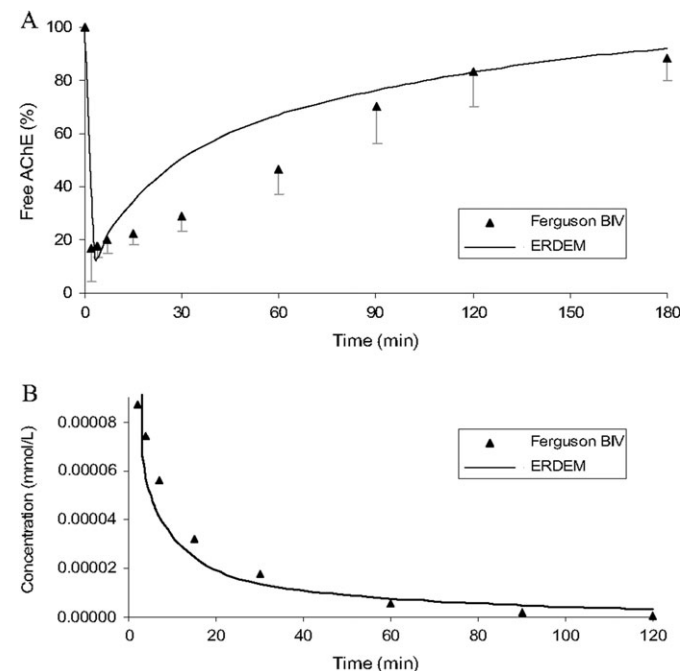 A
Free AChE (%)
100
80
60
40
20
0
Ferguson BIV
ERDEM
0 30 60 90 120 150 180
Time (min)
B
Concentration (mmol/L)
0.00008
0.00006
0.00004
0.00002
0.00000
Ferguson BIV
ERDEM
0 20 40 60 80 100 120
Time (min)